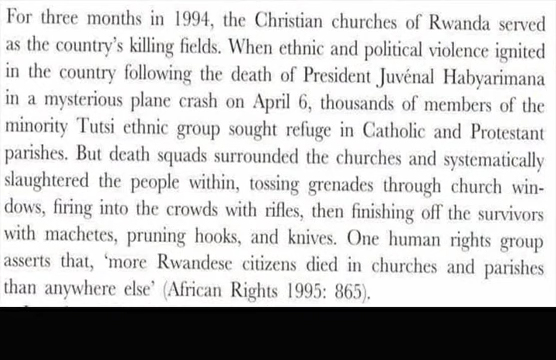 For three months in 1994, the Christian churches of Rwanda served
as the country's killing fields. When ethnic and political violence ignited
in the country following the death of President Juvénal Habyarimana
in a mysterious plane crash on April 6, thousands of members of the
minority Tutsi ethnic group sought refuge in Catholic and Protestant
parishes. But death squads surrounded the churches and systematically
slaughtered the people within, tossing grenades through church win-
dows, firing into the crowds with rifles, then finishing off the survivors
with machetes, pruning hooks, and knives. One human rights group
asserts that, 'more Rwandese citizens died in churches and parishes
than anywhere else' (African Rights 1995: 865).